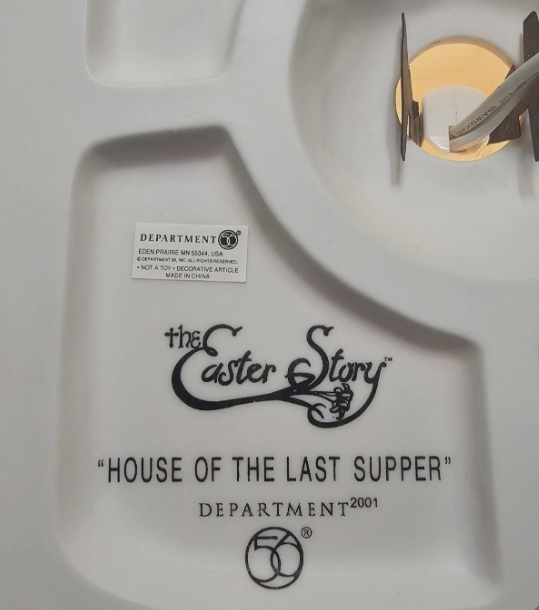 DEPARTMENT 56
EDEN PRAIRIE MN 55344, USA
© DEPARTMENT 56, INC. ALL RIGHTS RESERVED.
• NOT A TOY • DECORATIVE ARTICLE
MADE IN CHINA
the Easter Story™
"HOUSE OF THE LAST SUPPER"
DEPARTMENT 2001
56®